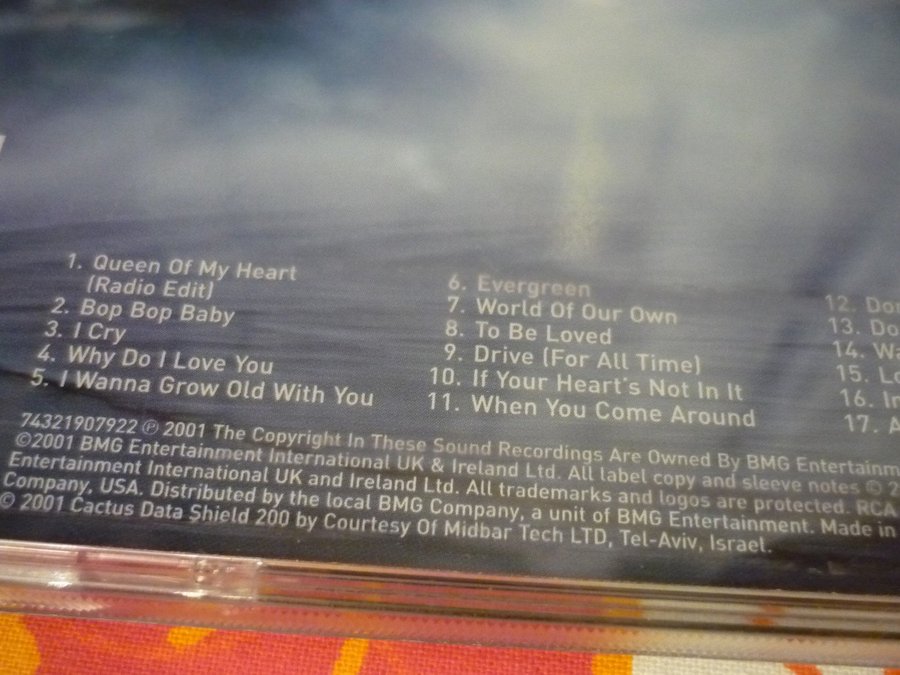 1. Queen Of My Heart
(Radio Edit)
2. Bop Bop Baby
3. I Cry
4. Why Do I Love You
5. I Wanna Grow Old With You
6. Evergreen
7. World Of Our Own
8. To Be Loved
9. Drive (For All Time)
10. If Your Heart's Not In It
11. When You Come Around
12.
13.
14.
15.
16.
17.
74321907922 ℗ 2001 The Copyright In These Sound Recordings Are Owned By BMG
©2001 BMG Entertainment International UK & Ireland Ltd. All label copy and sleeve notes ©
Entertainment International UK and Ireland Ltd. All trademarks and logos are protected. RCA
Company, USA. Distributed by the local BMG Company, a unit of BMG Entertainment. Made in
© 2001 Cactus Data Shield 200 by Courtesy Of Midbar Tech LTD, Tel-Aviv, Israel.